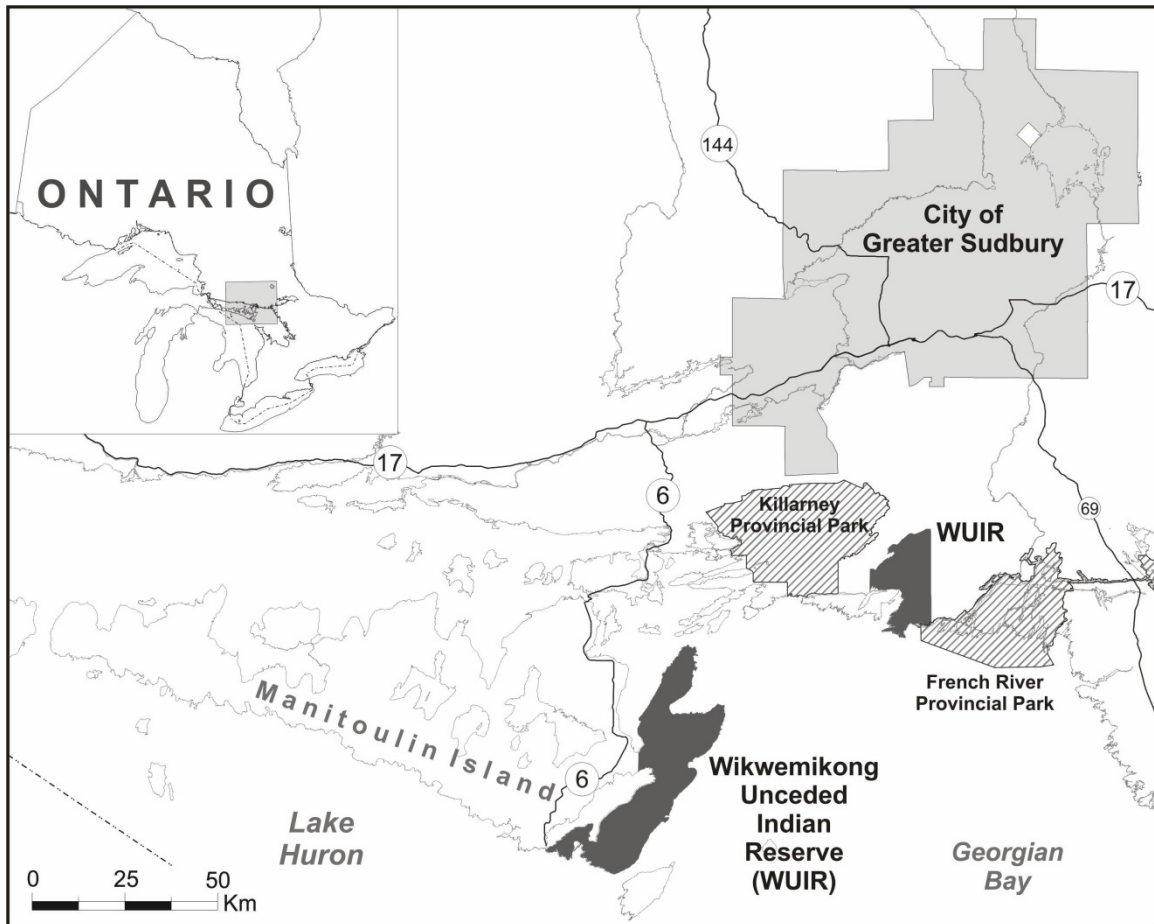 ONTARIO
144
City of
Greater Sudbury
17
17
6
Killarney
Provincial Park
WUIR
69
French River
Provincial Park
Manitoulin Island
6
Wikwemikong
Unceded
Indian
Reserve
(WUIR)
Lake
Huron
Georgian
Bay
0 25 50
Km